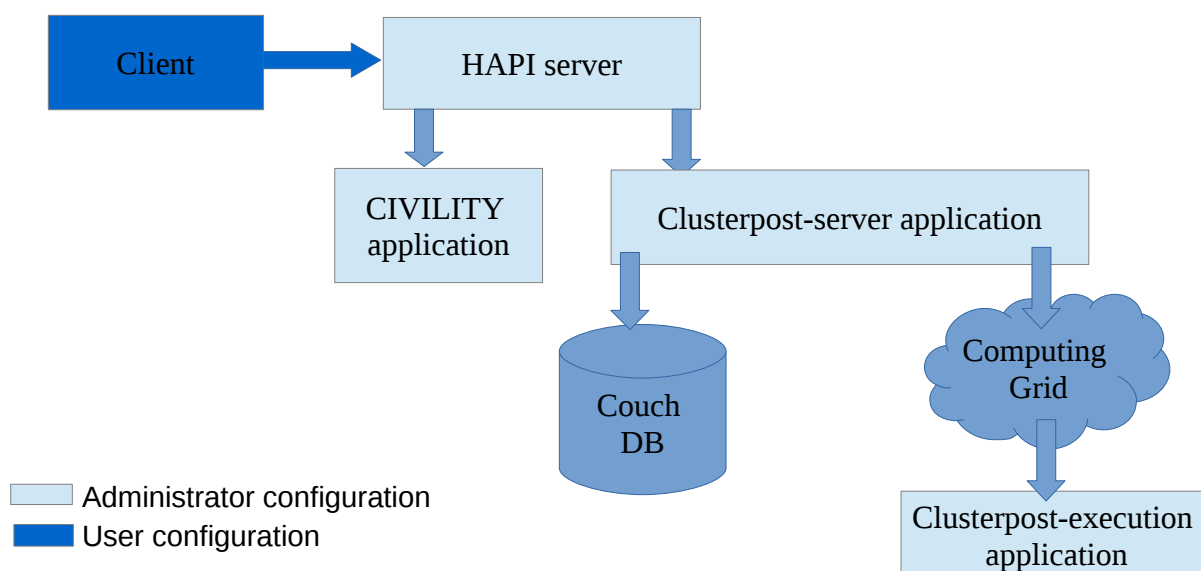 Client
HAPI server
CIVILITY
application
Clusterpost-server application
Computing
Grid
Couch
DB
Administrator configuration
User configuration
Clusterpost-execution
application